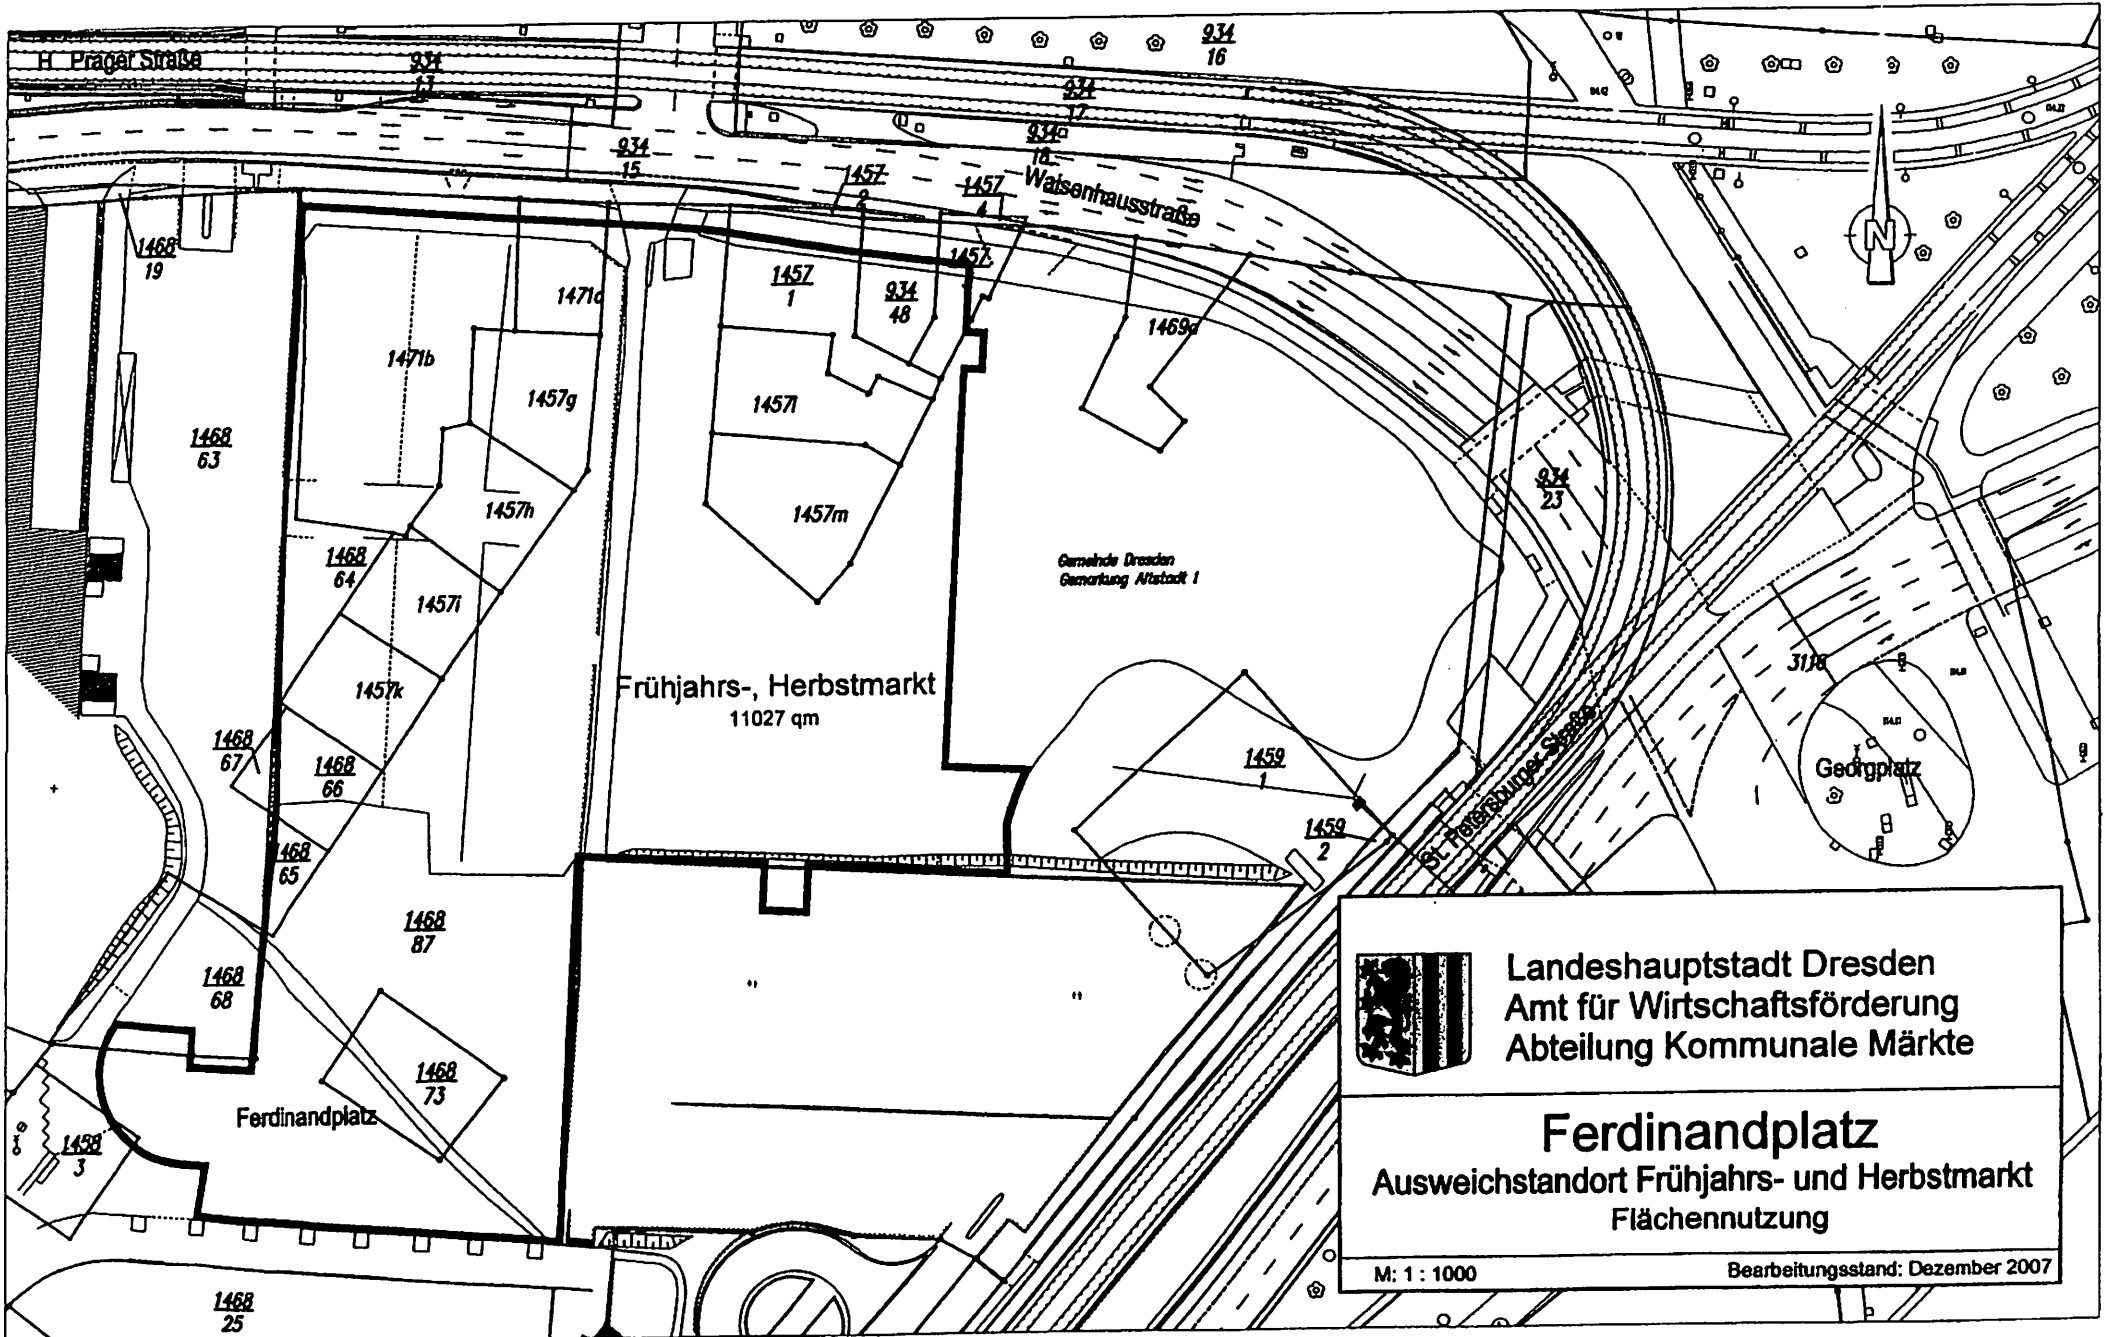 H Prager Straße
934
13
934
16
934
17
934
18
934
15
Waisenhausstraße
1457
2
1457
4
1457
1468
19
1471b
1457
1
934
48
1469a
1457g
1457l
1468
63
934
23
1457h
1457m
1468
64
Gemeinde Dresden
Gemarkung Altstadt I
1457i
1457k
Frühjahrs-, Herbstmarkt
11027 qm
1468
67
1468
66
1459
1
1459
2
St. Petersburger Straße
Georgplatz
1468
65
1468
87
1468
68
1468
73
Ferdinandplatz
1458
3
1468
25
N
Landeshauptstadt Dresden
Amt für Wirtschaftsförderung
Abteilung Kommunale Märkte
Ferdinandplatz
Ausweichstandort Frühjahrs- und Herbstmarkt
Flächennutzung
M: 1 : 1000
Bearbeitungsstand: Dezember 2007